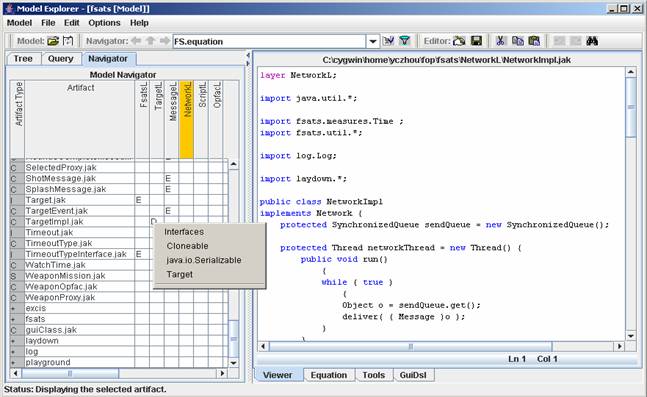 Model Explorer - [fsats [Model]]
Model File Edit Options Help
Model: Navigator: FS.equation Editor:
Tree Query Navigator
Model Navigator
Artifact Type Artifact FsatsL TargetL MessageL NetworkL ScriptL OpfacL
C SelectedProxy.jak
C ShotMessage.jak E
C SplashMessage.jak E
I Target.jak E
C TargetEvent.jak E
C TargetImpl.jak D
I Timeout.jak
C TimeoutType.jak
I TimeoutTypeInterface.jak E
C WatchTime.jak
S WeaponMission.jak
C WeaponOpfac.jak
C WeaponProxy.jak
+ excis
+ fsats
C guiClass.jak
+ laydown
+ log
+ playground
Interfaces
Cloneable
java.io.Serializable
Target
C:\cygwin\home\yczhou\fop\fsats\NetworkL\NetworkImpl.jak
layer NetworkL;
import java.util.*;
import fsats.measures.Time ;
import fsats.util.*;
import log.Log;
import laydown.*;
public class NetworkImpl
implements Network {
protected SynchronizedQueue sendQueue = new SynchronizedQueue();
protected Thread networkThread = new Thread() {
public void run()
{
while ( true )
{
Object o = sendQueue.get();
deliver( ( Message )o );
}
}
Ln 1 Col 1
Viewer Equation Tools GuiDsl
Status: Displaying the selected artifact.